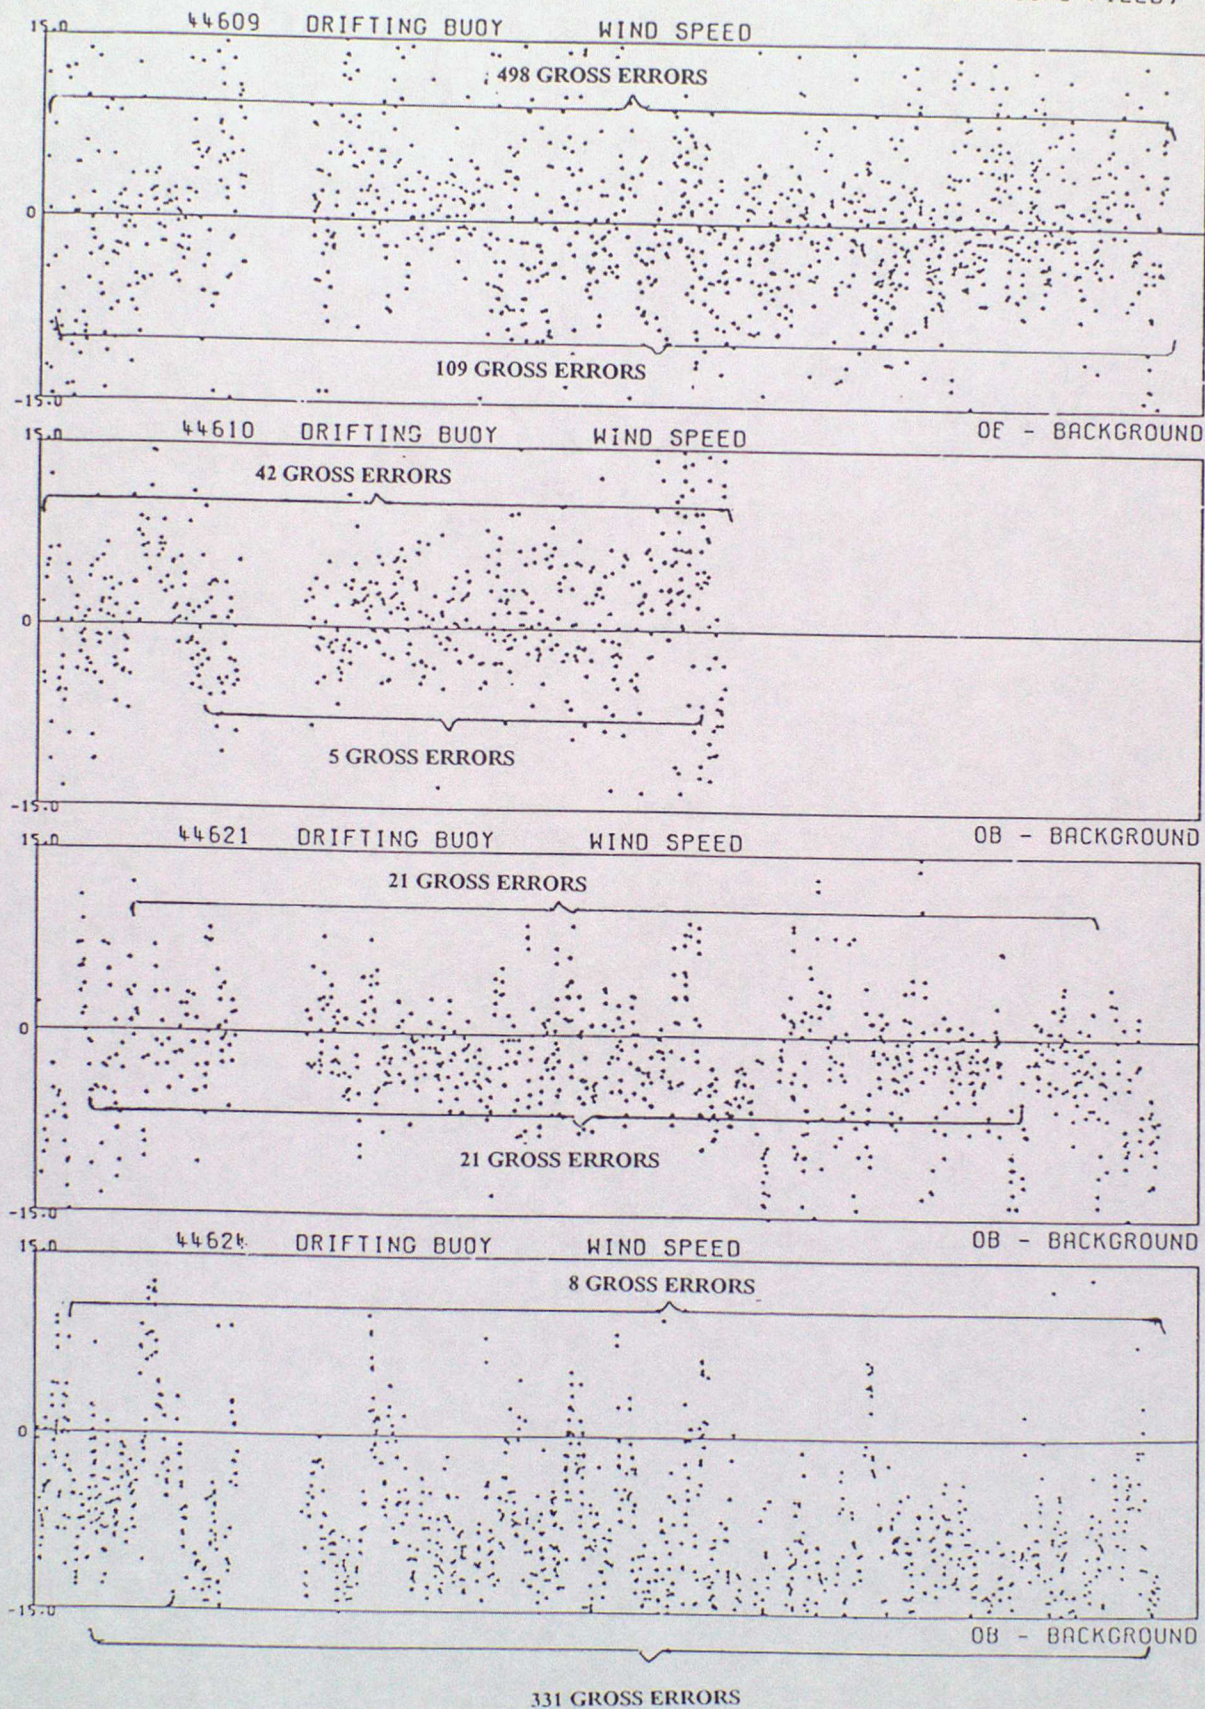 15.0 44609 DRIFTING BUOY WIND SPEED
498 GROSS ERRORS
0
109 GROSS ERRORS
-15.0
15.0 44610 DRIFTING BUOY WIND SPEED OE - BACKGROUND
42 GROSS ERRORS
0
5 GROSS ERRORS
-15.0
15.0 44621 DRIFTING BUOY WIND SPEED OB - BACKGROUND
21 GROSS ERRORS
0
21 GROSS ERRORS
-15.0
15.0 44624 DRIFTING BUOY WIND SPEED OB - BACKGROUND
8 GROSS ERRORS
0
-15.0
OB - BACKGROUND
331 GROSS ERRORS